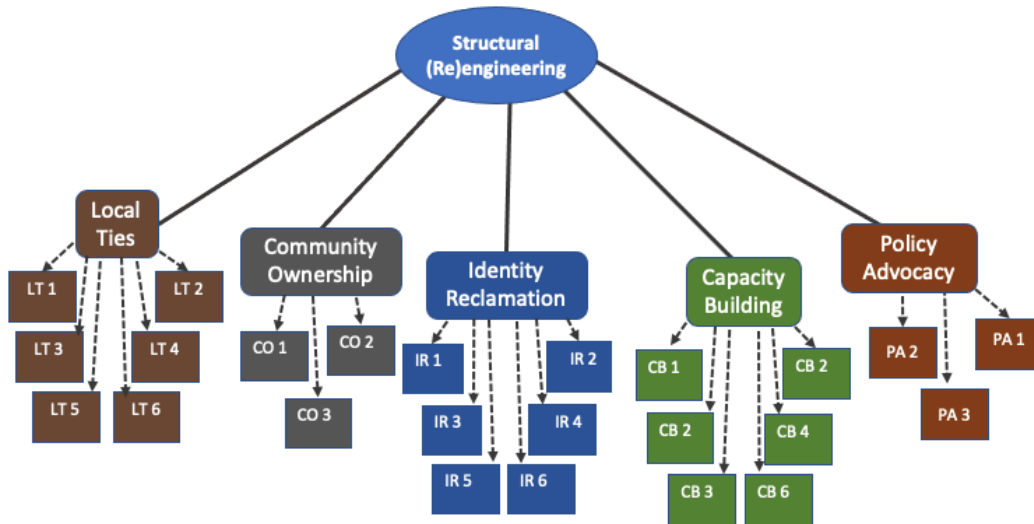 Structural
(Re)engineering
Local
Ties
LT 1
LT 2
LT 3
LT 4
LT 5
LT 6
Community
Ownership
CO 1
CO 2
CO 3
Identity
Reclamation
IR 1
IR 2
IR 3
IR 4
IR 5
IR 6
Capacity
Building
CB 1
CB 2
CB 2
CB 4
CB 3
CB 6
Policy
Advocacy
PA 1
PA 2
PA 3